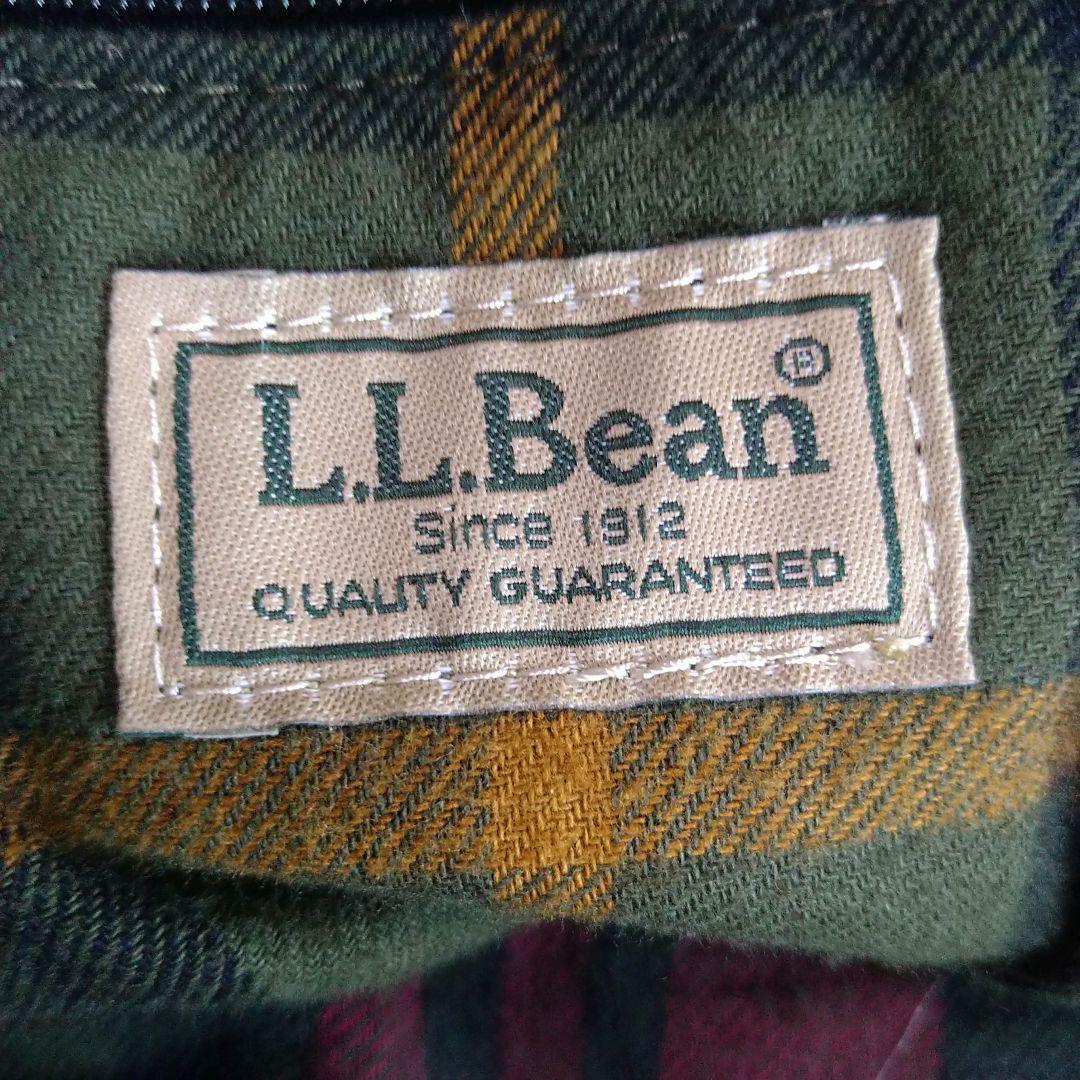 L.L.Bean®
Since 1912
QUALITY GUARANTEED